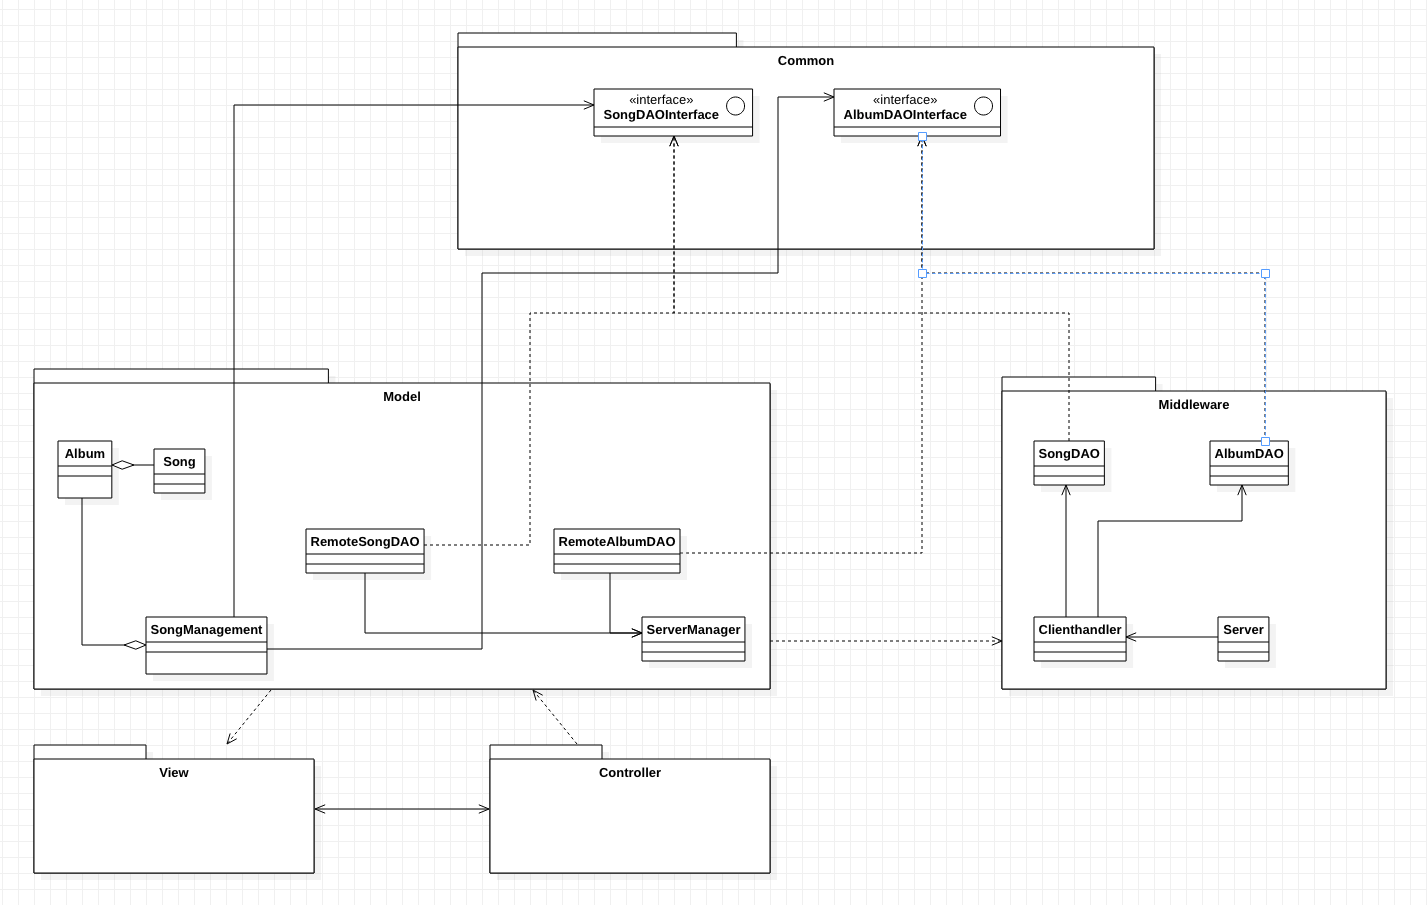 Common
«interface»
SongDAOInterface
«interface»
AlbumDAOInterface
Model
Album
Song
RemoteSongDAO
RemoteAlbumDAO
SongManagement
ServerManager
Middleware
SongDAO
AlbumDAO
Clienthandler
Server
View
Controller